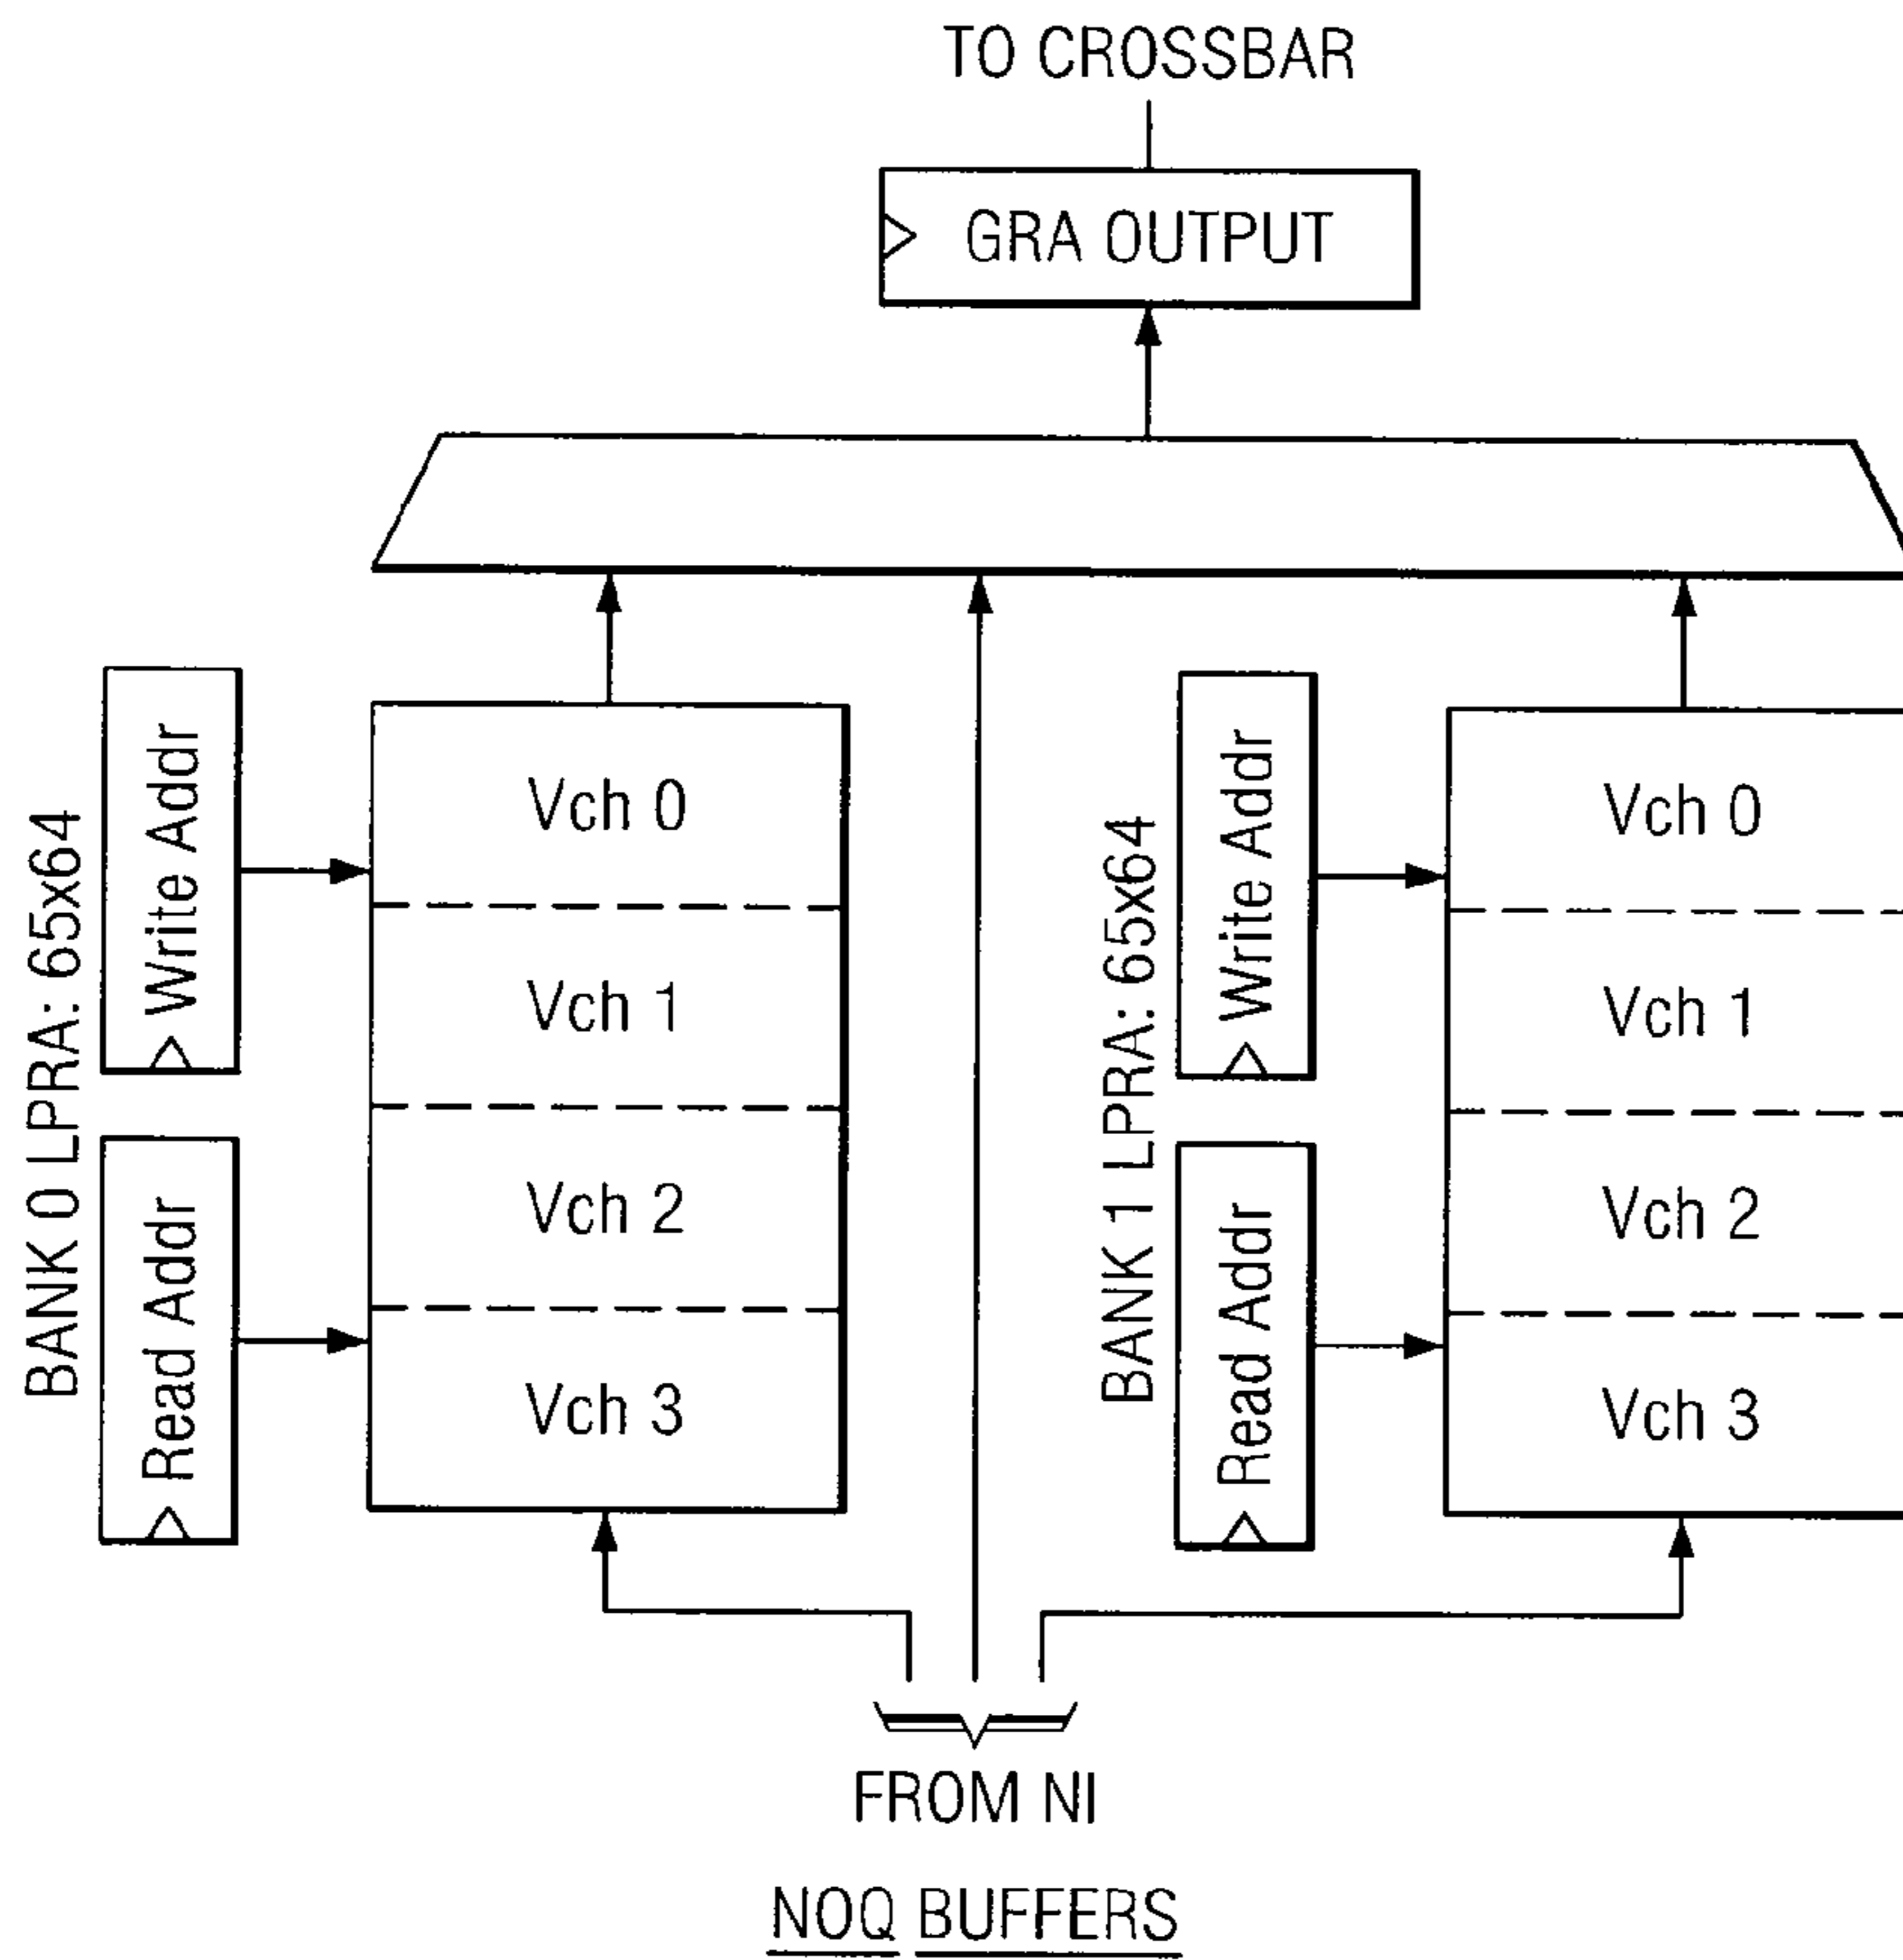 TO CROSSBAR
GRA OUTPUT
BANK 0 LPRA: 65x64
Write Addr
Read Addr
Vch 0
Vch 1
Vch 2
Vch 3
BANK 1 LPRA: 65x64
Write Addr
Read Addr
Vch 0
Vch 1
Vch 2
Vch 3
FROM NI
NOQ BUFFERS